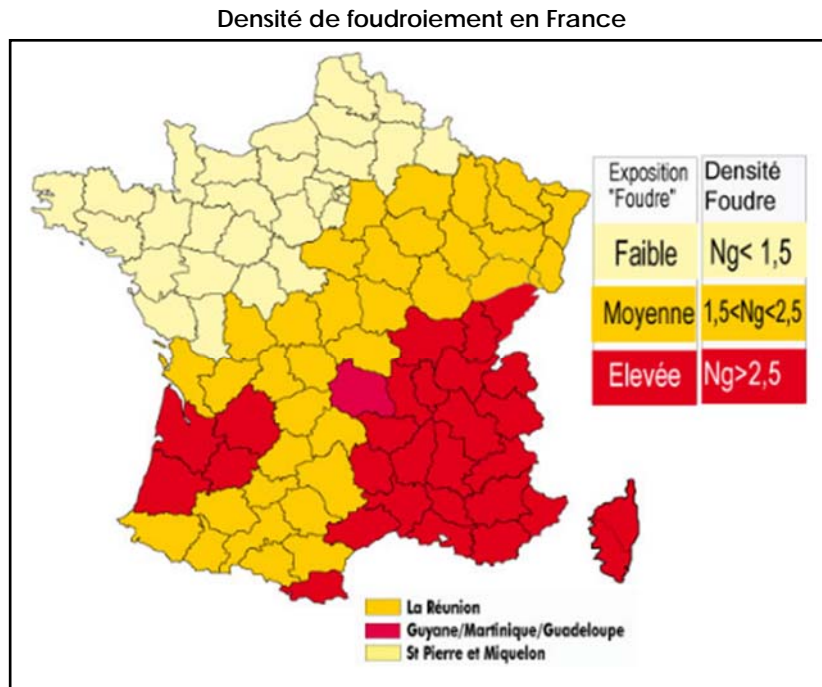 Densité de foudroiement en France
Exposition "Foudre"
Densité Foudre
Faible
Ng< 1,5
Moyenne
1,5<Ng<2,5
Elevée
Ng>2,5
La Réunion
Guyane/Martinique/Guadeloupe
St Pierre et Miquelon